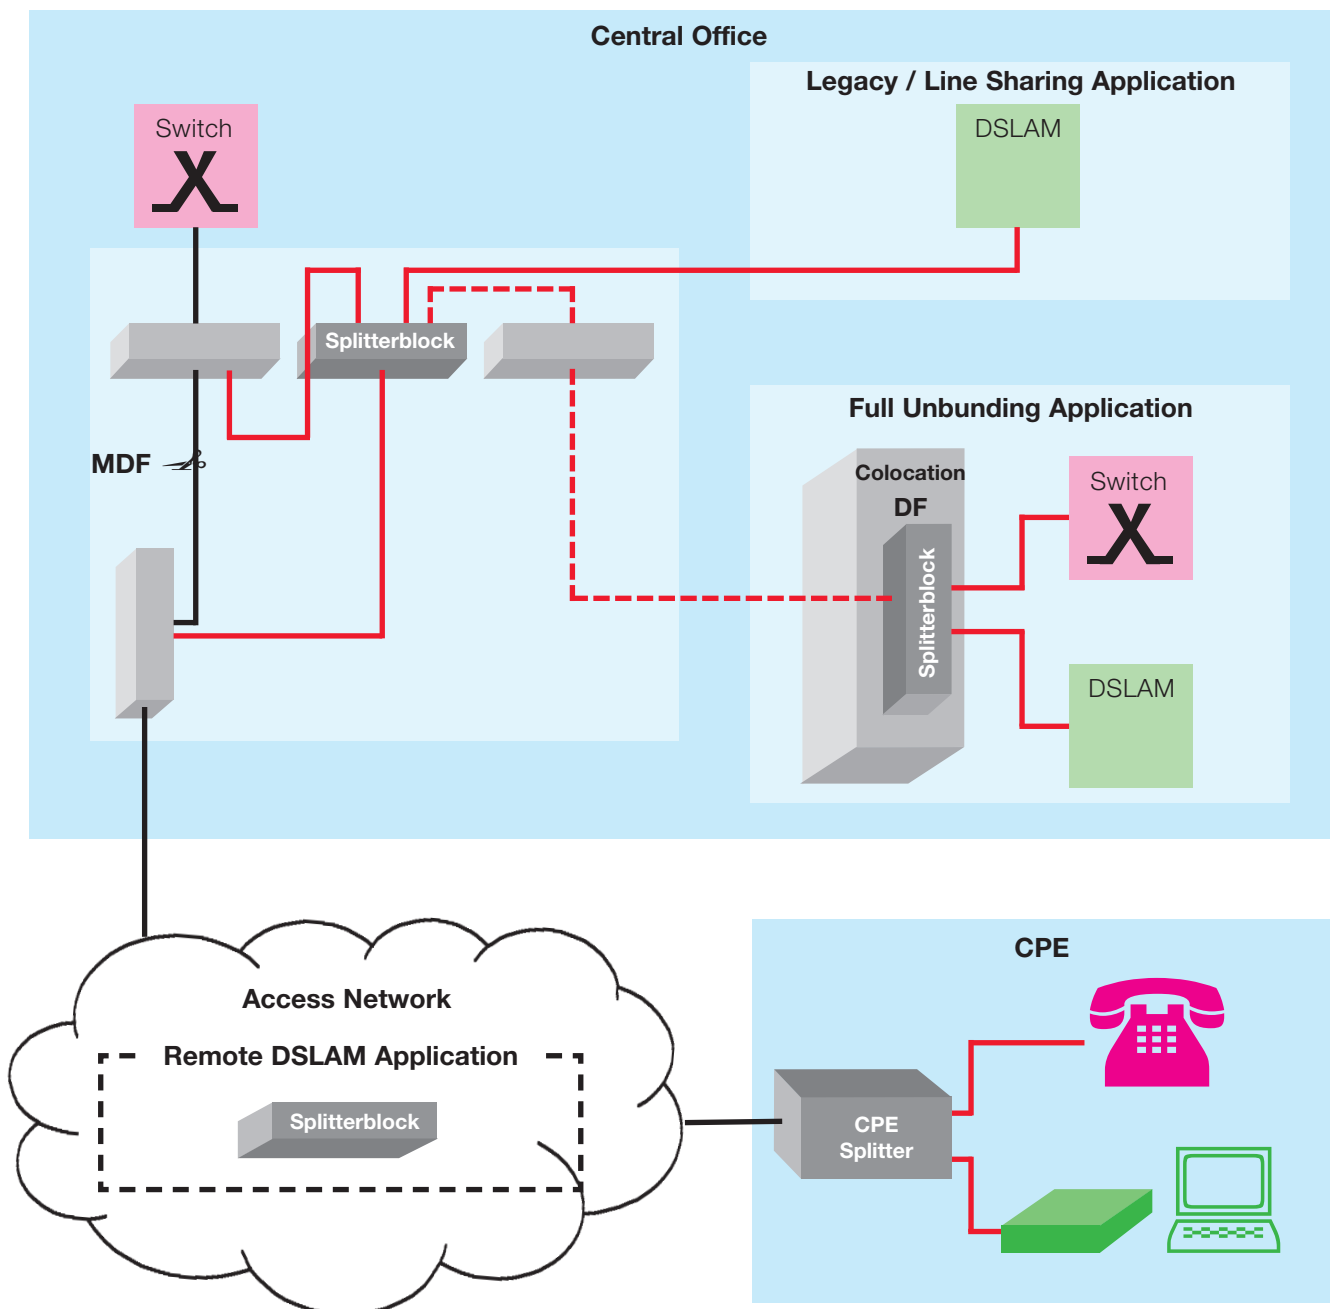 Central Office
Legacy / Line Sharing Application
Switch
DSLAM
Splitterblock
Full Unbunding Application
MDF
Colocation
DF
Switch
Splitterblock
DSLAM
CPE
Access Network
Remote DSLAM Application
Splitterblock
CPE
Splitter